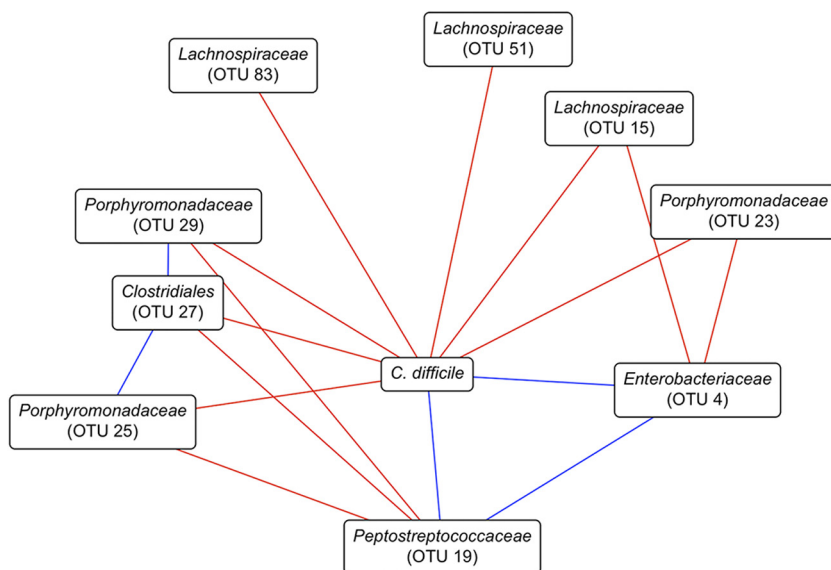 Lachnospiraceae
(OTU 51)
Lachnospiraceae
(OTU 83)
Lachnospiraceae
(OTU 15)
Porphyromonadaceae
(OTU 29)
Porphyromonadaceae
(OTU 23)
Clostridiales
(OTU 27)
C. difficile
Enterobacteriaceae
(OTU 4)
Porphyromonadaceae
(OTU 25)
Peptostreptococcaceae
(OTU 19)